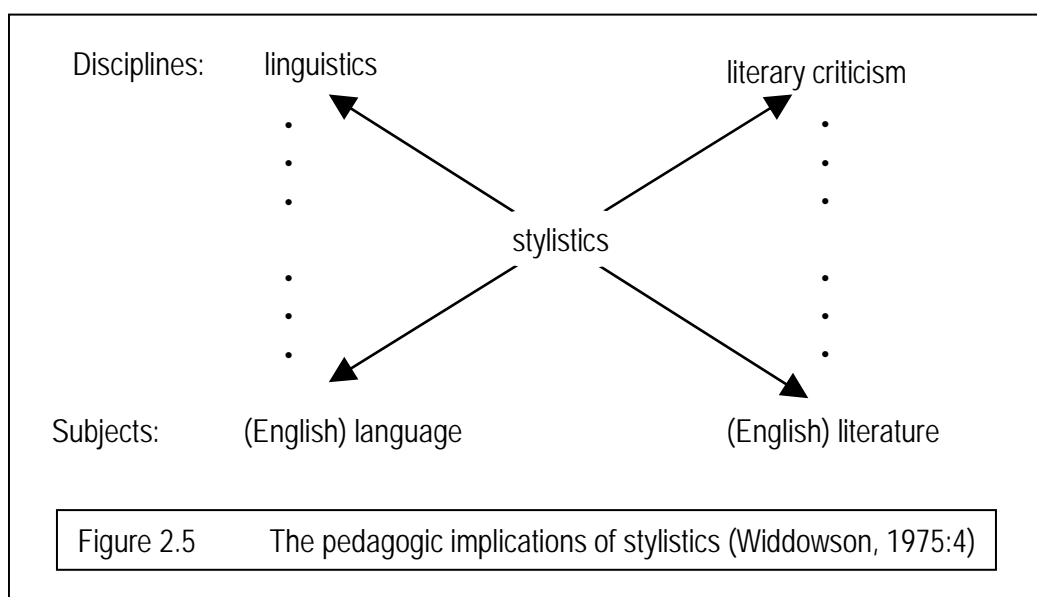 Disciplines: linguistics literary criticism
stylistics
Subjects: (English) language (English) literature
Figure 2.5 The pedagogic implications of stylistics (Widdowson, 1975:4)